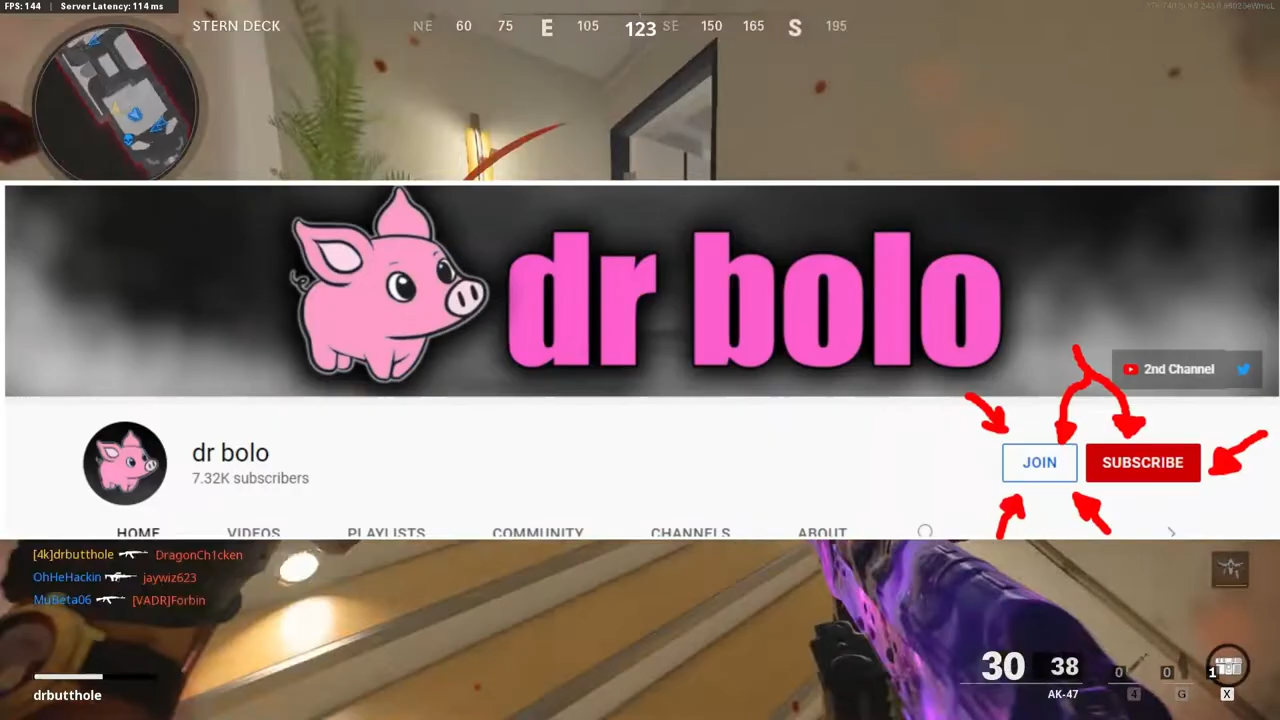 FPS: 144 | Server Latency: 114 ms
STERN DECK
NE 60 75 E 105 123 SE 150 165 S 195
dr bolo
2nd Channel
dr bolo
7.32K subscribers
JOIN
SUBSCRIBE
HOME VIDEOS PLAYLISTS COMMUNITY CHANNELS ABOUT
[4k]drbutthole DragonCh1cken
OhHeHackin jaywiz623
[VADR]Forbin
30 38
0 0 1
AK-47
4 G X
drbutthole